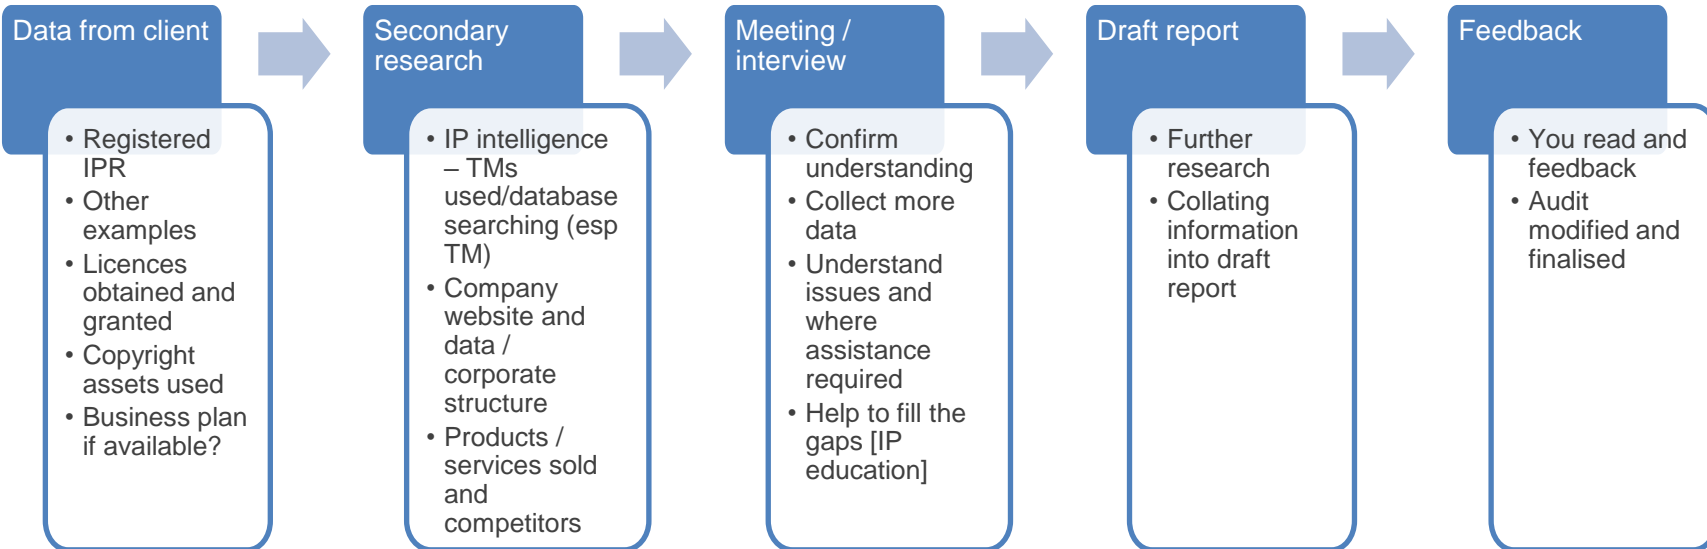 Data from client
• Registered
IPR
• Other
examples
• Licences
obtained and
granted
• Copyright
assets used
• Business plan
if available?
Secondary
research
• IP intelligence
– TMs
used/database
searching (esp
TM)
• Company
website and
data /
corporate
structure
• Products /
services sold
and
competitors
Meeting /
interview
• Confirm
understanding
• Collect more
data
• Understand
issues and
where
assistance
required
• Help to fill the
gaps [IP
education]
Draft report
• Further
research
• Collating
information
into draft
report
Feedback
• You read and
feedback
• Audit
modified and
finalised